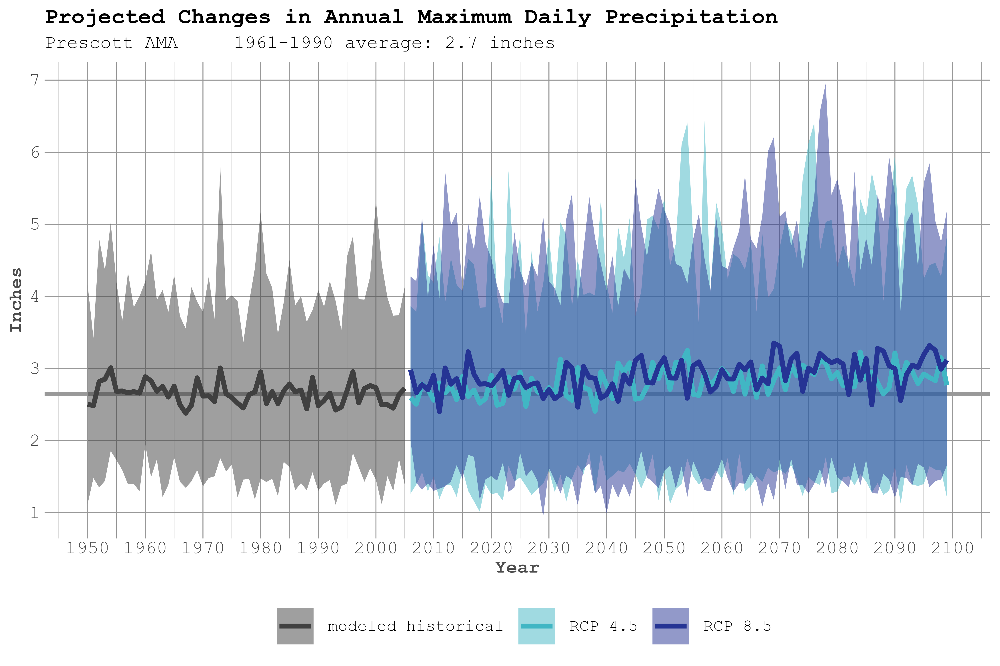 Projected Changes in Annual Maximum Daily Precipitation
Prescott AMA 1961-1990 average: 2.7 inches
7
6
5
4
3
2
1
Inches
1950 1960 1970 1980 1990 2000 2010 2020 2030 2040 2050 2060 2070 2080 2090 2100
Year
modeled historical RCP 4.5 RCP 8.5